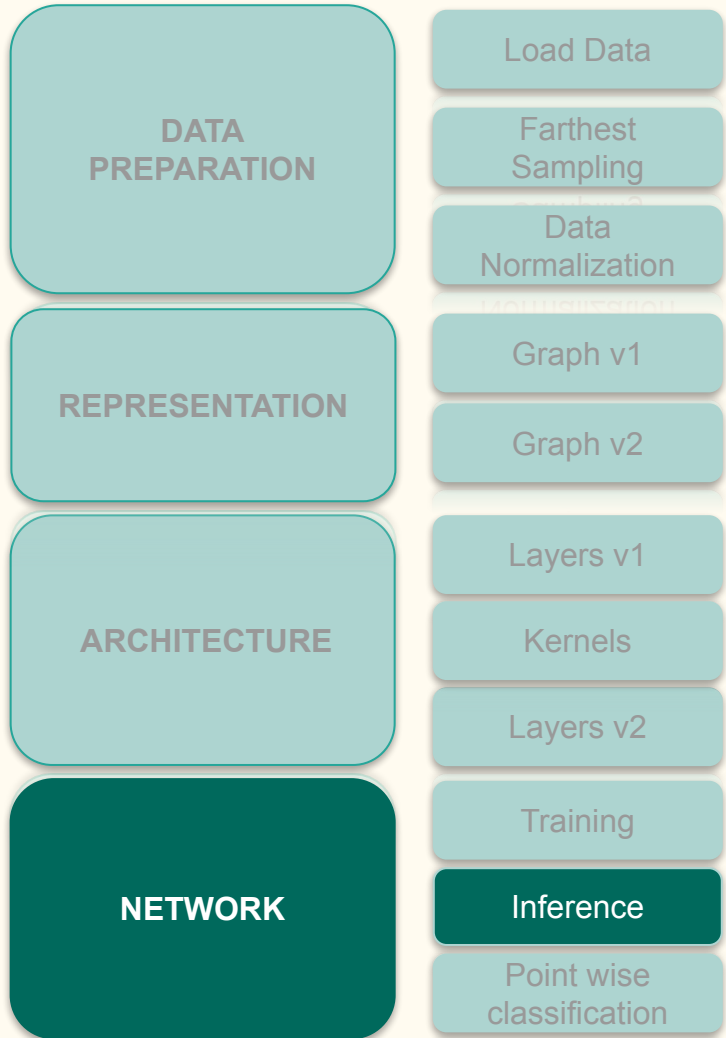 DATA
PREPARATION
Load Data
Farthest
Sampling
Data
Normalization
REPRESENTATION
Graph v1
Graph v2
ARCHITECTURE
Layers v1
Kernels
Layers v2
NETWORK
Training
Inference
Point wise
classification